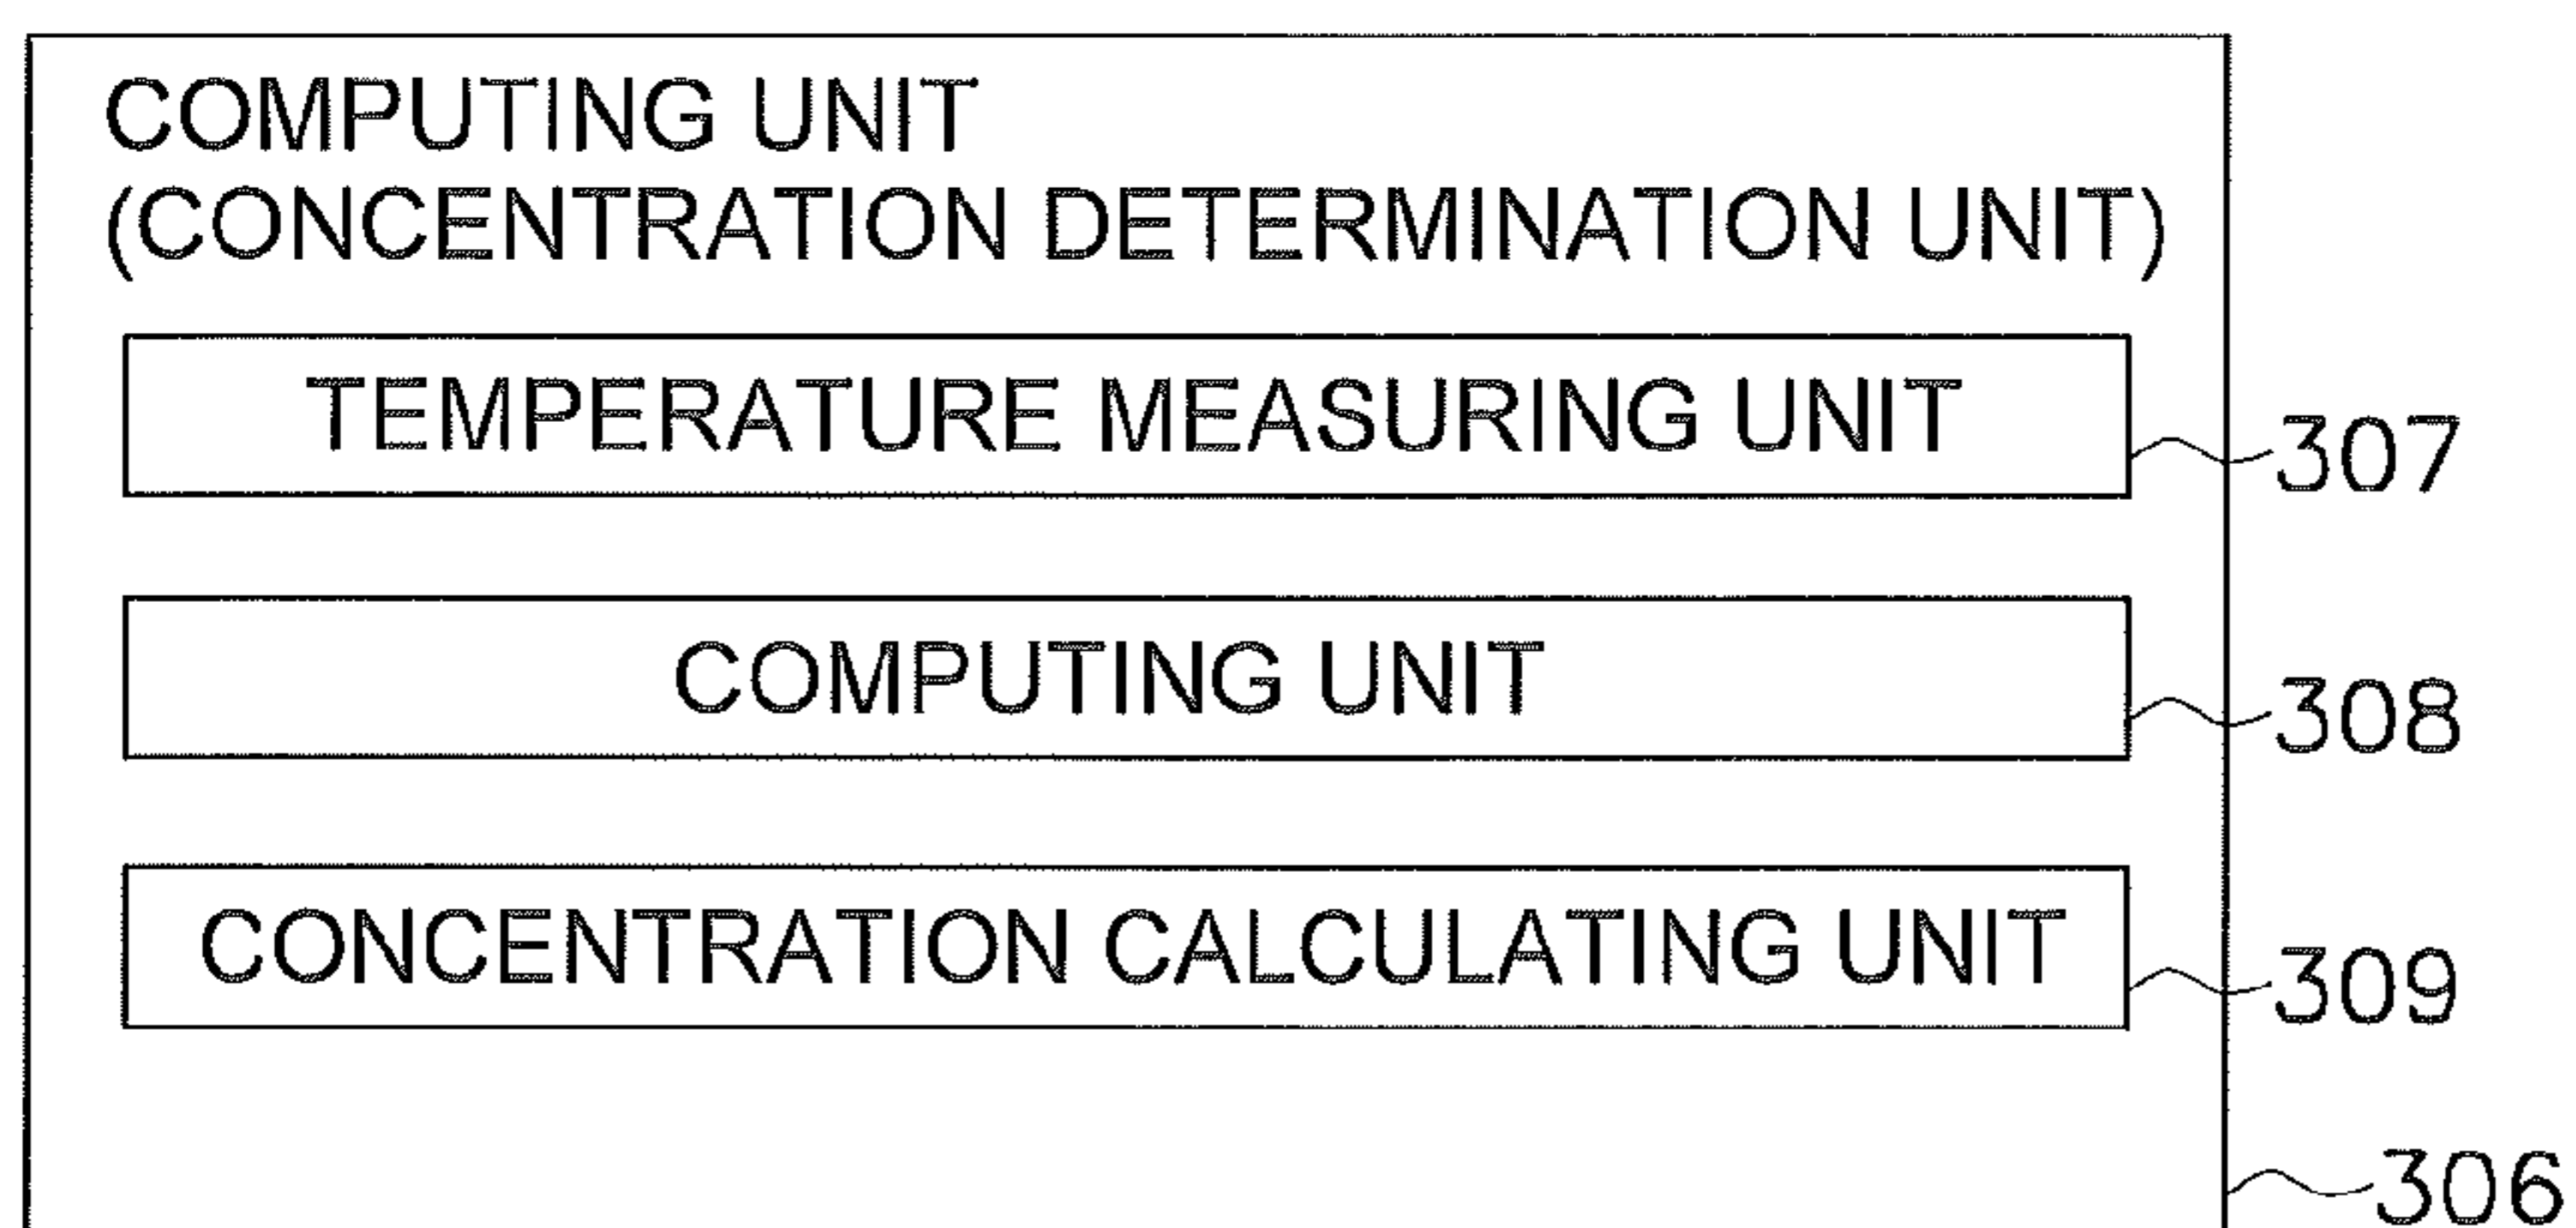 COMPUTING UNIT
(CONCENTRATION DETERMINATION UNIT)
TEMPERATURE MEASURING UNIT
307
COMPUTING UNIT
308
CONCENTRATION CALCULATING UNIT
309
306